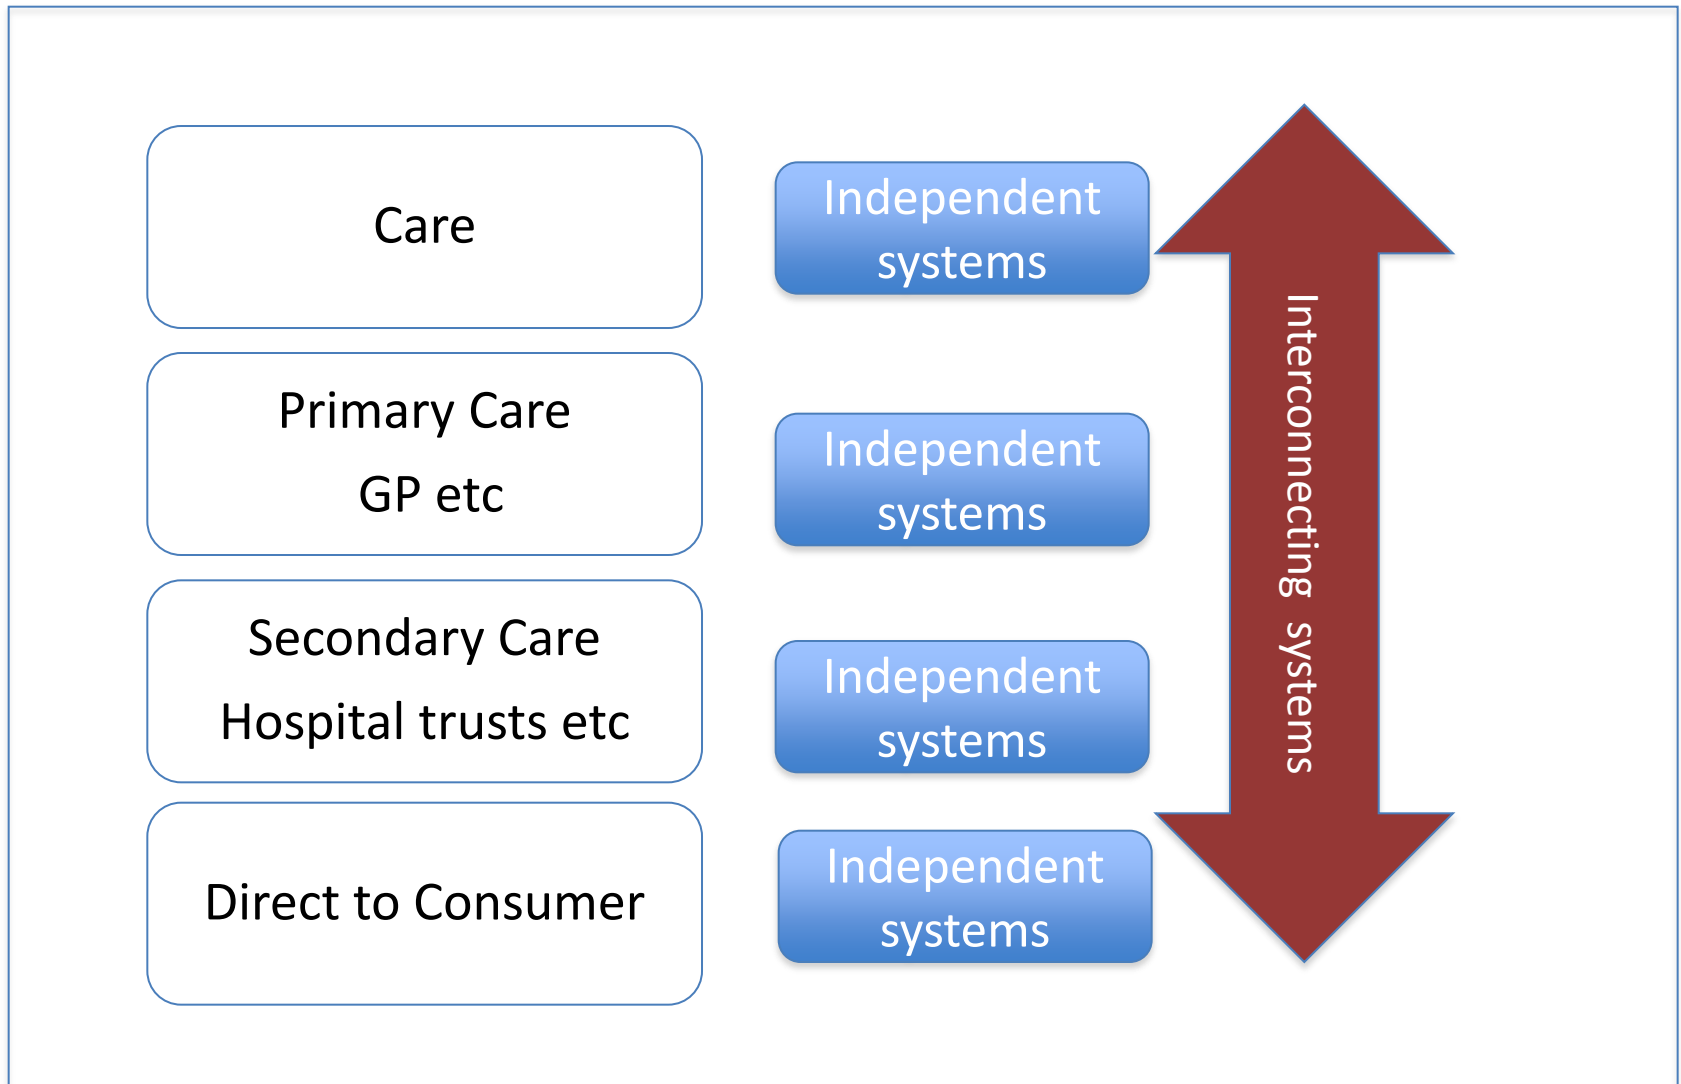 Care
Independent
systems
Primary Care
GP etc
Independent
systems
Secondary Care
Hospital trusts etc
Independent
systems
Direct to Consumer
Independent
systems
Interconnecting systems